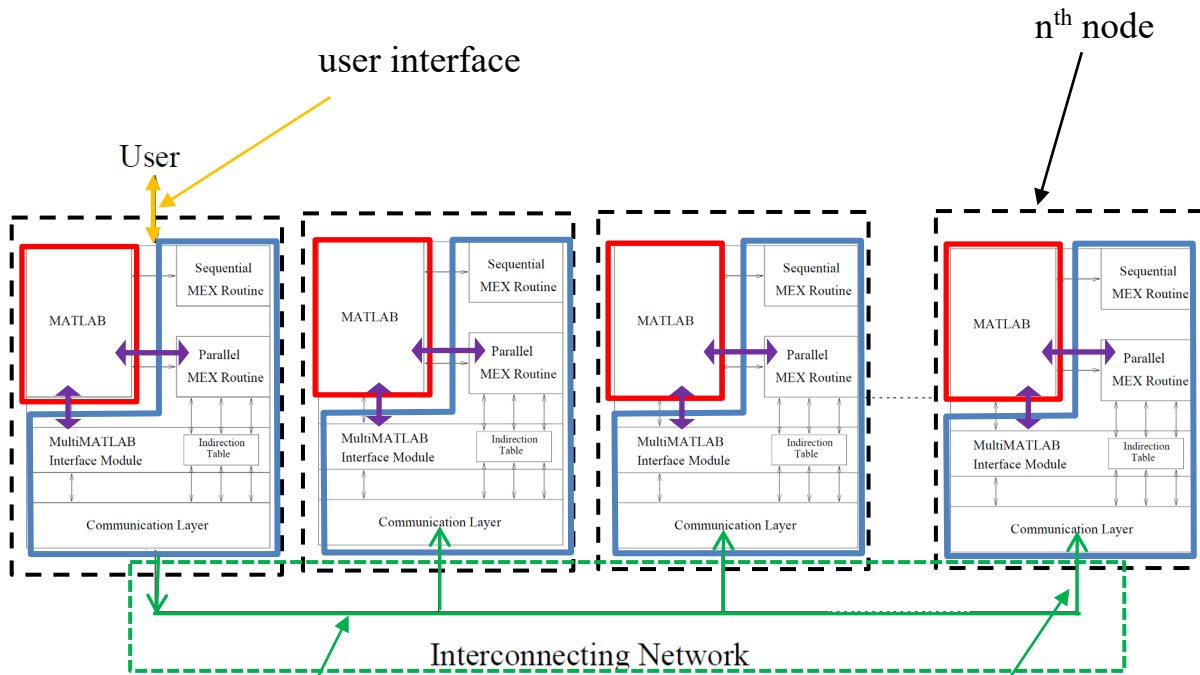 nth node
user interface
User
MATLAB
Sequential
MEX Routine
Parallel
MEX Routine
MultiMATLAB
Interface Module
Indirection
Table
Communication Layer
MATLAB
Sequential
MEX Routine
Parallel
MEX Routine
MultiMATLAB
Interface Module
Indirection
Table
Communication Layer
MATLAB
Sequential
MEX Routine
Parallel
MEX Routine
MultiMATLAB
Interface Module
Indirection
Table
Communication Layer
MATLAB
Sequential
MEX Routine
Parallel
MEX Routine
MultiMATLAB
Interface Module
Indirection
Table
Communication Layer
Interconnecting Network